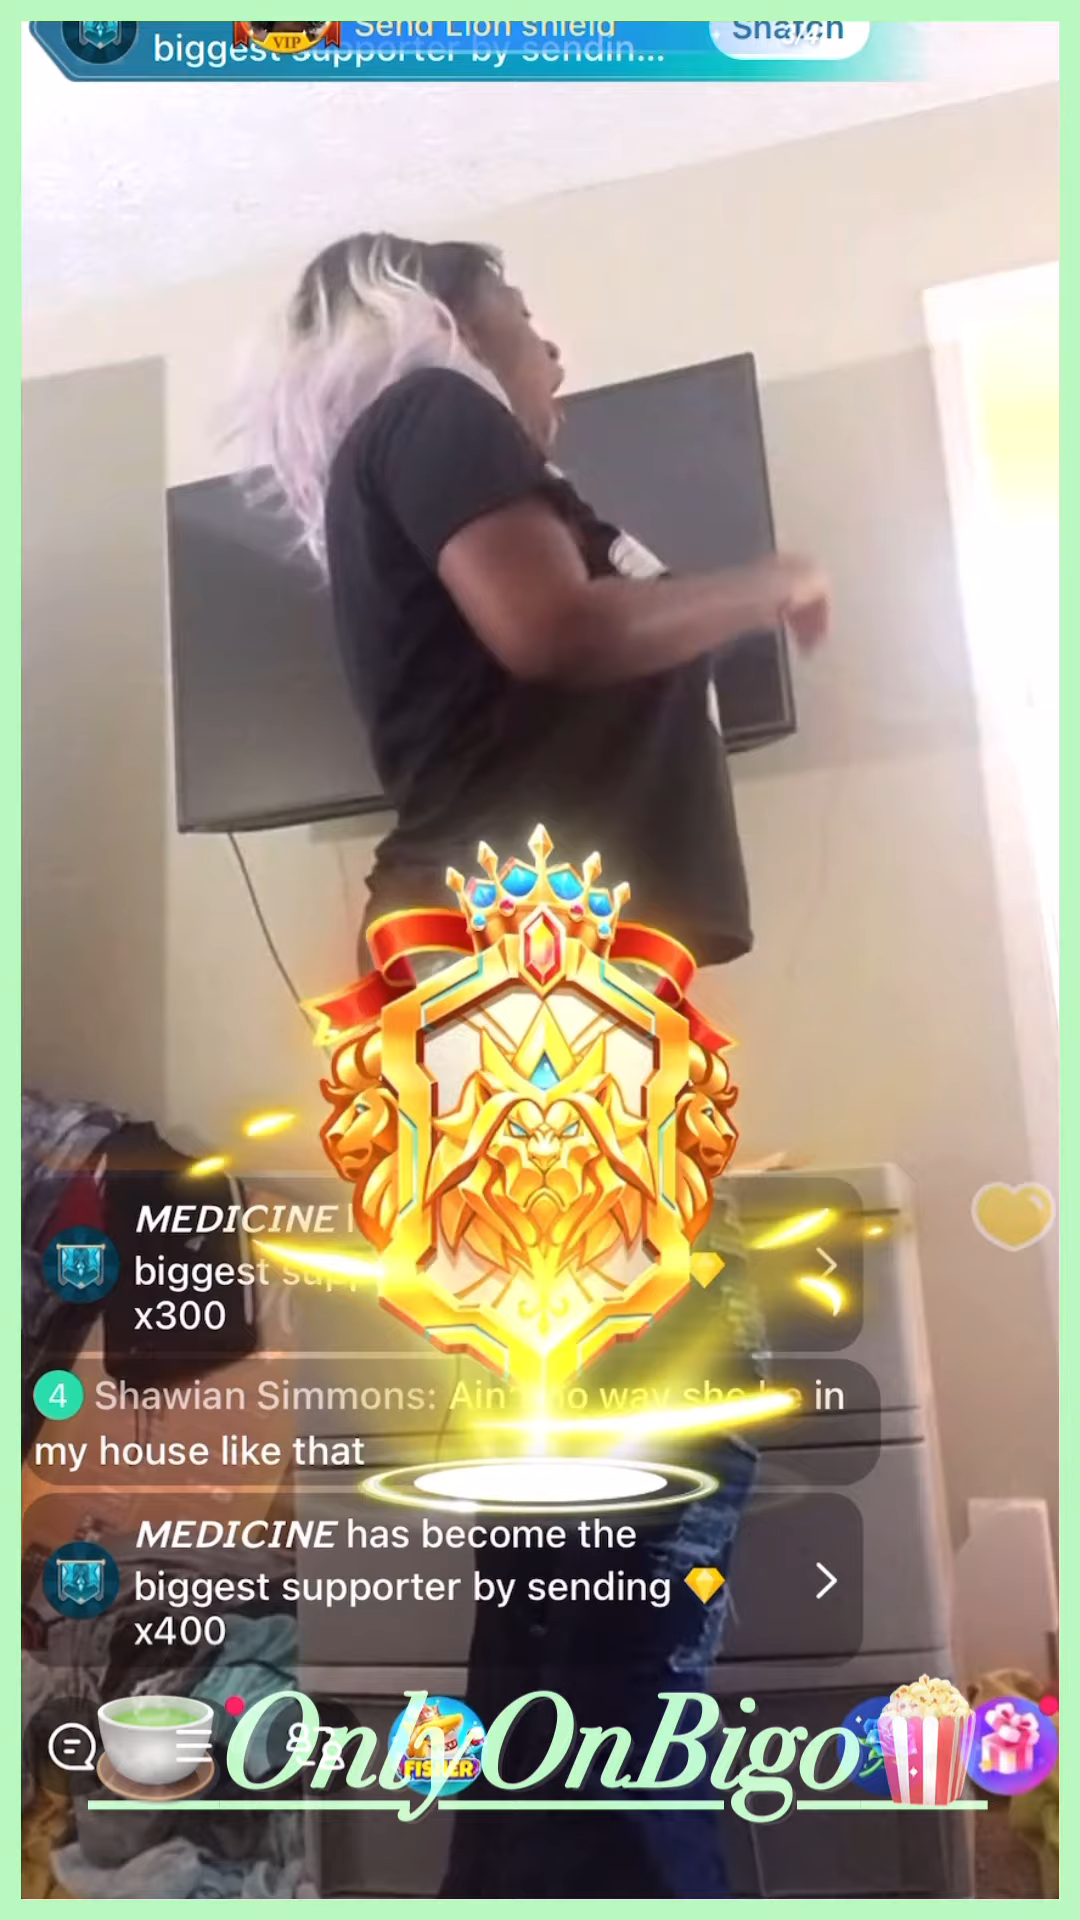 Send Lion shield
Snatch
VIP
biggest supporter by sendin...
MEDICINE
biggest
x300
4 Shawian Simmons: Ain't no way she be in
my house like that
MEDICINE has become the
biggest supporter by sending
x400
FISHER
OnlyOnBigo